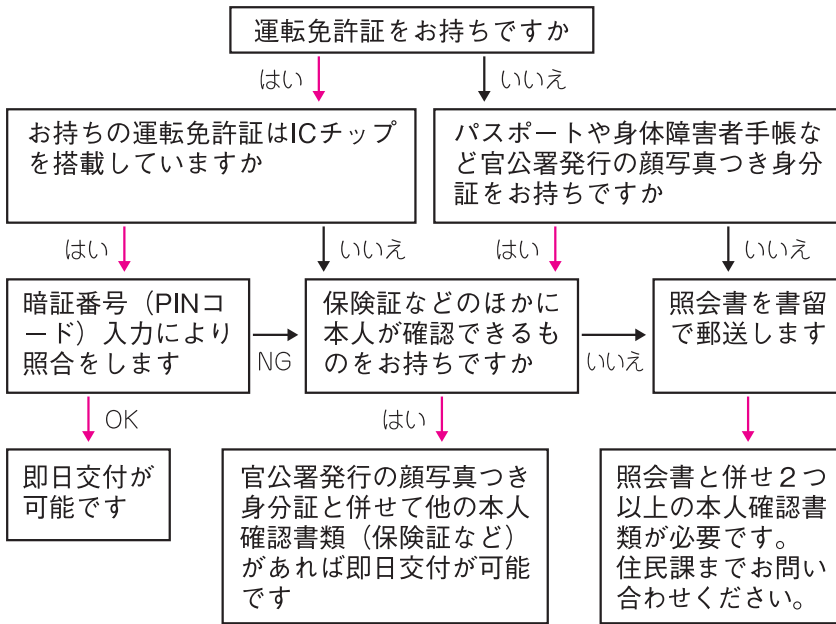 運転免許証をお持ちですか
はい
いいえ
お持ちの運転免許証はICチップ
を搭載していますか
パスポートや身体障害者手帳な
ど官公署発行の顔写真つき身分
証をお持ちですか
はい
いいえ
はい
いいえ
暗証番号（PINコ
ード）入力により
照合をします
NG
保険証などのほかに
本人が確認できるも
のをお持ちですか
いいえ
照会書を書留
で郵送します
OK
はい
即日交付が
可能です
官公署発行の顔写真つき
身分証と併せて他の本人
確認書類（保険証など）
があれば即日交付が可能
です
照会書と併せ２つ
以上の本人確認書
類が必要です。
住民課までお問い
合わせください。